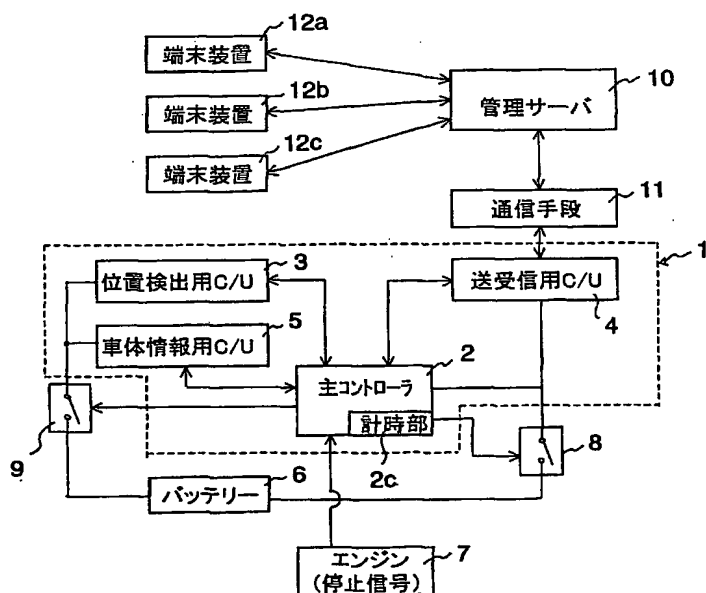 12a
端末装置
12b
端末装置
12c
端末装置
10
管理サーバ
11
通信手段
1
3
位置検出用C/U
送受信用C/U
4
5
車体情報用C/U
2
主コントローラ
計時部
2c
9
8
6
バッテリー
7
エンジン
(停止信号)